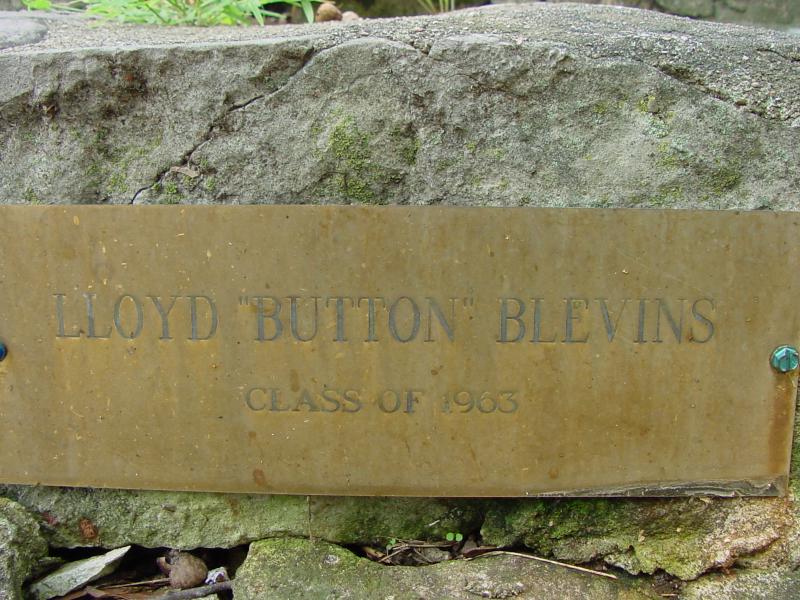 LLOYD "BUTTON" BLEVINS
CLASS OF 1963